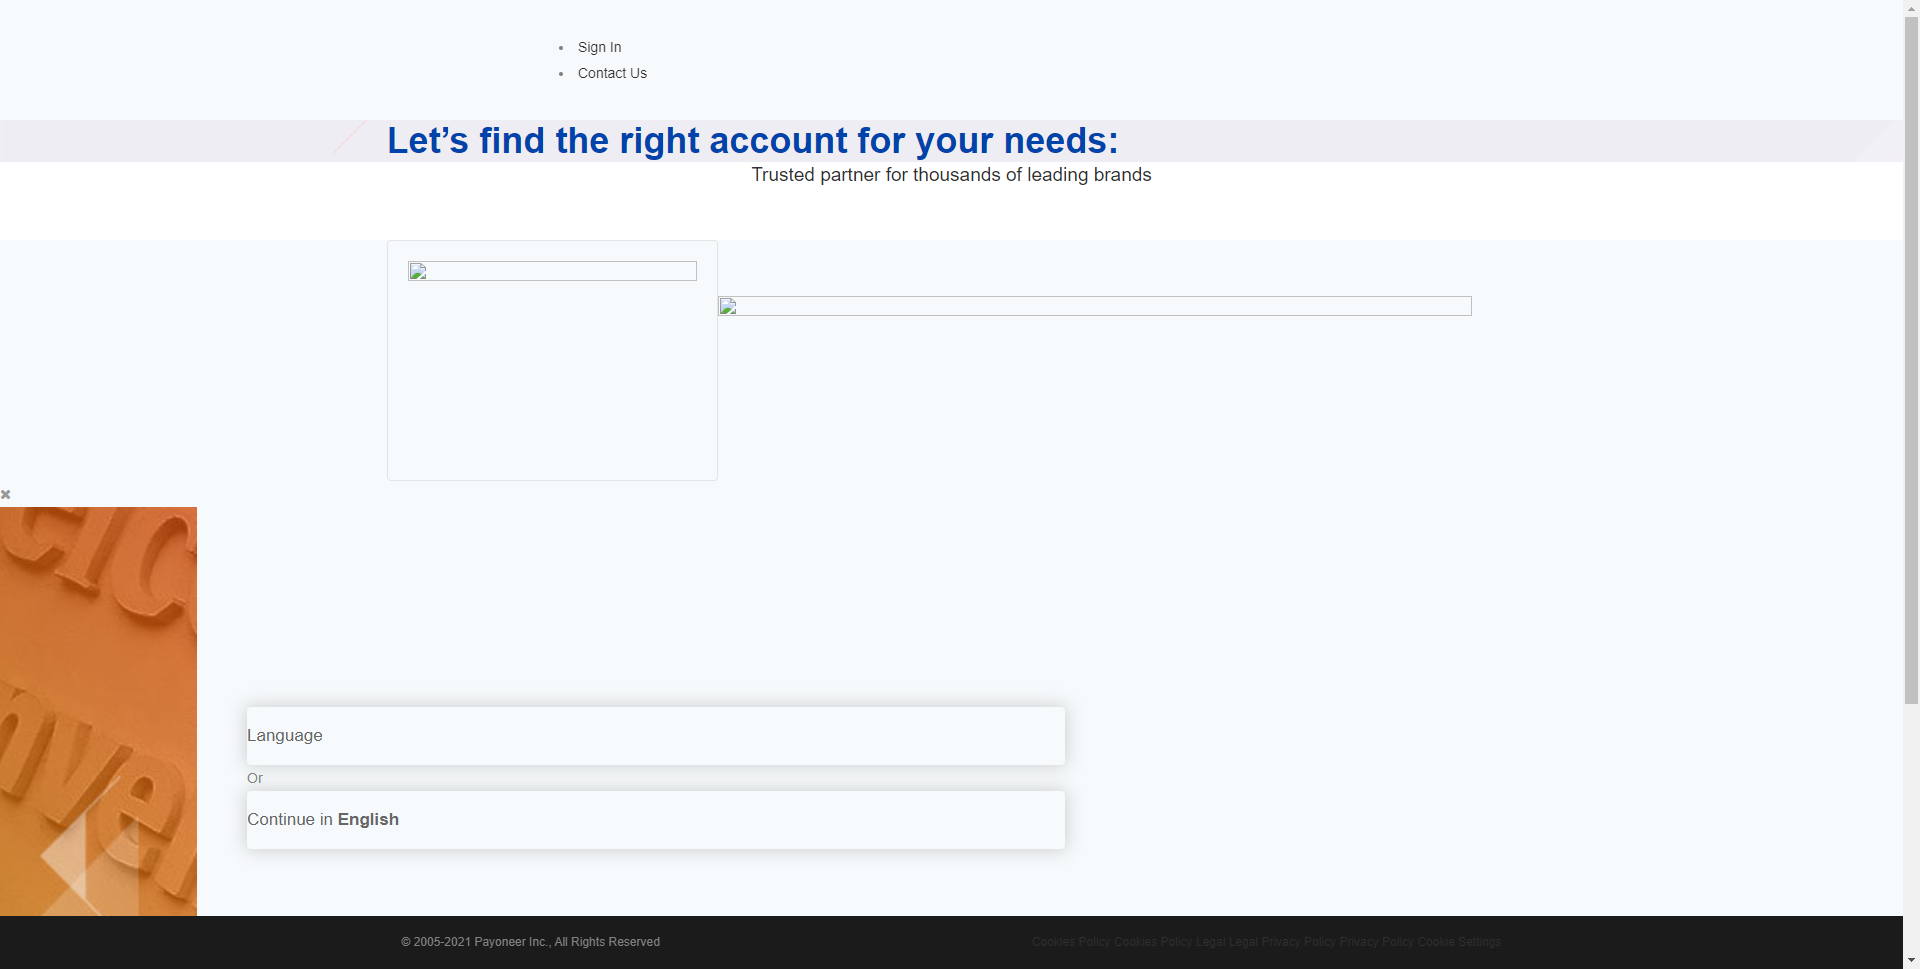 Sign In
Contact Us
Let’s find the right account for your needs:
Trusted partner for thousands of leading brands
Language
Or
Continue in English
© 2005-2021 Payoneer Inc., All Rights Reserved
Cookies Policy Cookies Policy Legal Legal Privacy Policy Privacy Policy Cookie Settings